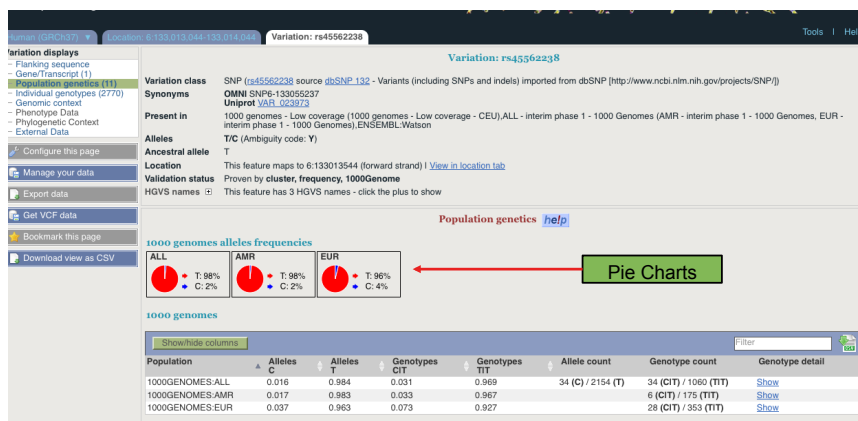 Human (GRCh37) ▼ Location: 6:133,013,044-133,014,044 Variation: rs45562238 Tools | Hel
Variation displays
– Flanking sequence
– Gene/Transcript (1)
– Population genetics (11)
– Individual genotypes (2770)
– Genomic context
– Phenotype Data
– Phylogenetic Context
– External Data
Configure this page
Manage your data
Export data
Get VCF data
Bookmark this page
Download view as CSV
Variation: rs45562238
Variation class SNP (rs45562238 source dbSNP 132 - Variants (including SNPs and indels) imported from dbSNP [http://www.ncbi.nlm.nih.gov/projects/SNP/])
Synonyms OMNI SNP6-133055237
Uniprot VAR_023973
Present in 1000 genomes - Low coverage (1000 genomes - Low coverage - CEU),ALL - interim phase 1 - 1000 Genomes (AMR - interim phase 1 - 1000 Genomes, EUR -
interim phase 1 - 1000 Genomes),ENSEMBL:Watson
Alleles T/C (Ambiguity code: Y)
Ancestral allele T
Location This feature maps to 6:133013544 (forward strand) | View in location tab
Validation status Proven by cluster, frequency, 1000Genome
HGVS names This feature has 3 HGVS names - click the plus to show
Population genetics help
1000 genomes alleles frequencies
ALL AMR EUR
T: 98% T: 98% T: 96%
C: 2% C: 2% C: 4%
Pie Charts
1000 genomes
Show/hide columns Filter
Population Alleles C Alleles T Genotypes C|T Genotypes T|T Allele count Genotype count Genotype detail
1000GENOMES:ALL 0.016 0.984 0.031 0.969 34 (C) / 2154 (T) 34 (C|T) / 1060 (T|T) Show
1000GENOMES:AMR 0.017 0.983 0.033 0.967 6 (C|T) / 175 (T|T) Show
1000GENOMES:EUR 0.037 0.963 0.073 0.927 28 (C|T) / 353 (T|T) Show